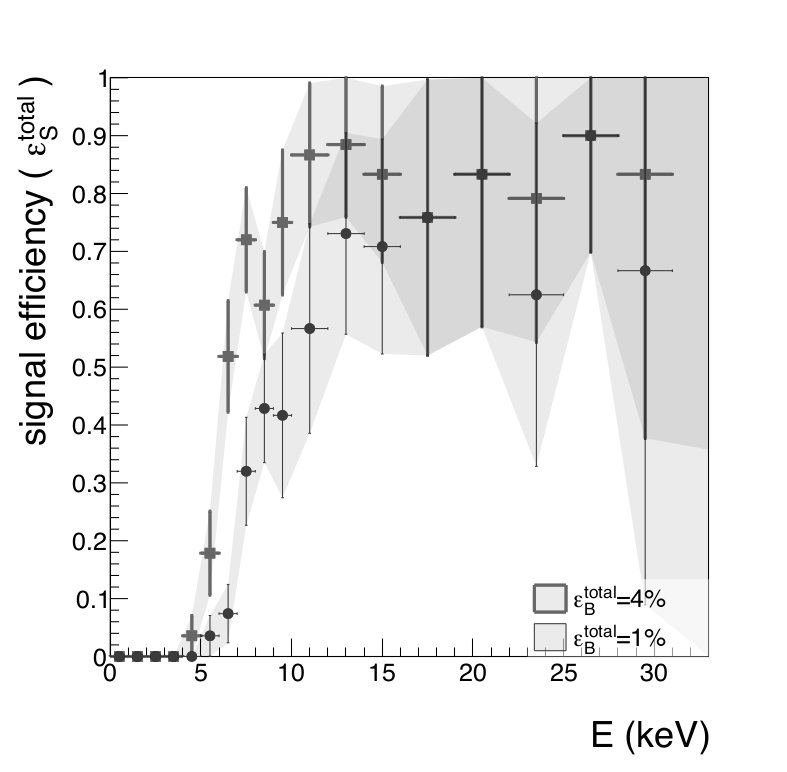 signal efficiency ( ε_S^total )
1
0.9
0.8
0.7
0.6
0.5
0.4
0.3
0.2
0.1
0
0 5 10 15 20 25 30
ε_B^total=4%
ε_B^total=1%
E (keV)